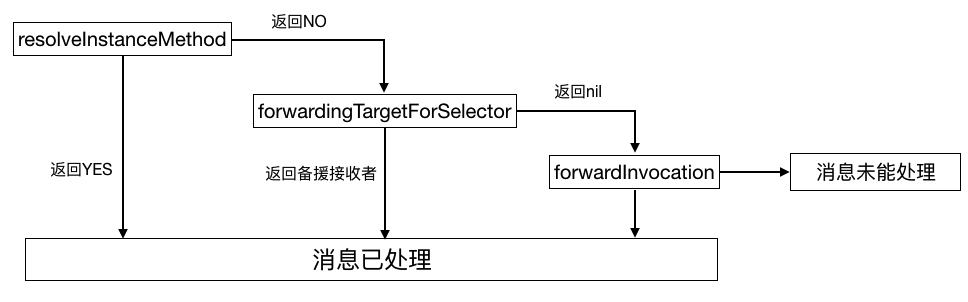 返回NO
resolveInstanceMethod
返回nil
forwardingTargetForSelector
返回YES
返回备援接收者
forwardInvocation
消息未能处理
消息已处理